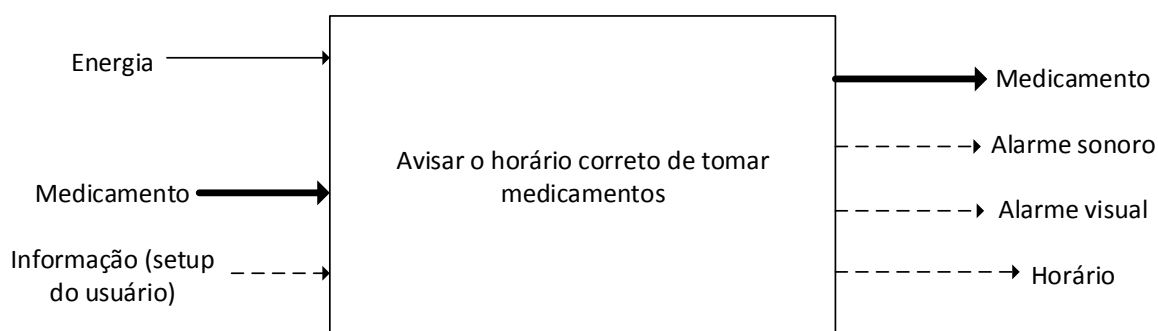 Energia
Medicamento
Informação (setup
do usuário)
Avisar o horário correto de tomar
medicamentos
Medicamento
Alarme sonoro
Alarme visual
Horário